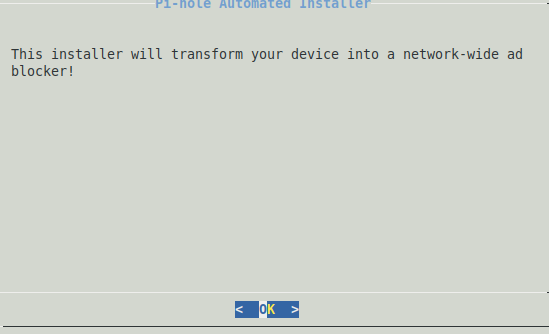 Pi-hole Automated Installer
This installer will transform your device into a network-wide ad
blocker!
< OK >